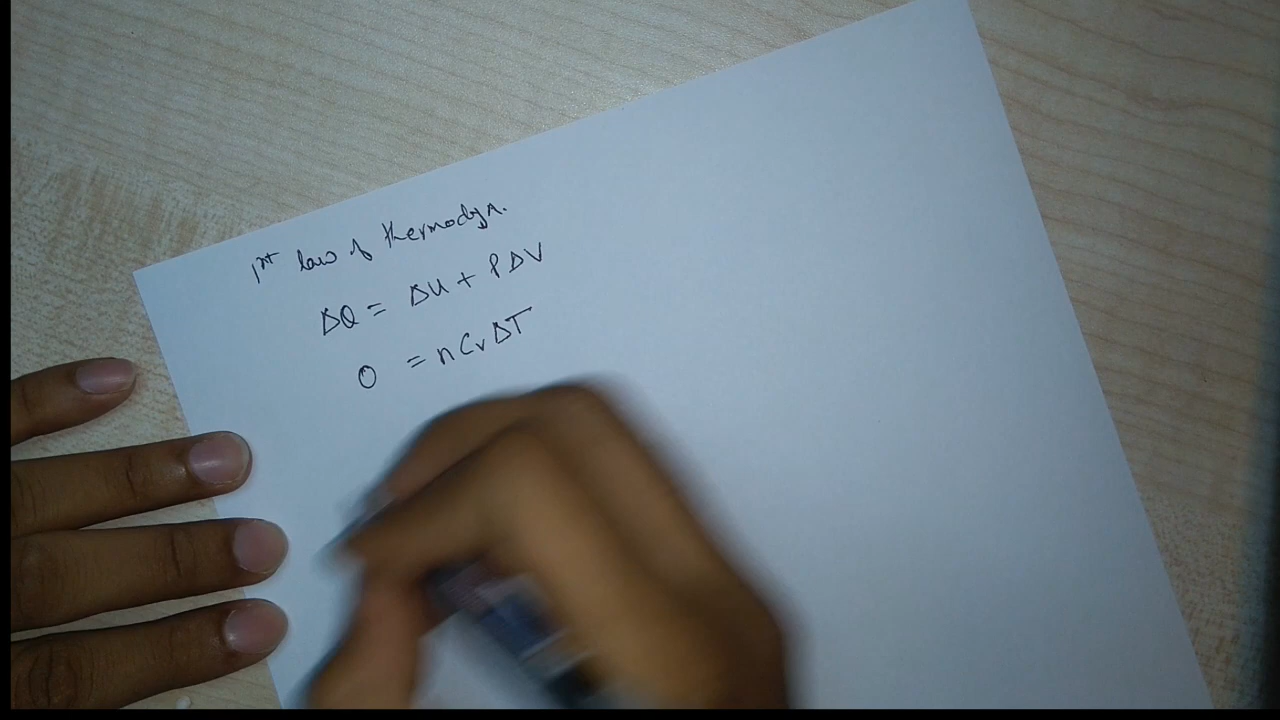 1st law of thermodyn.
ΔQ = ΔU + PΔV
0 = nCvΔT